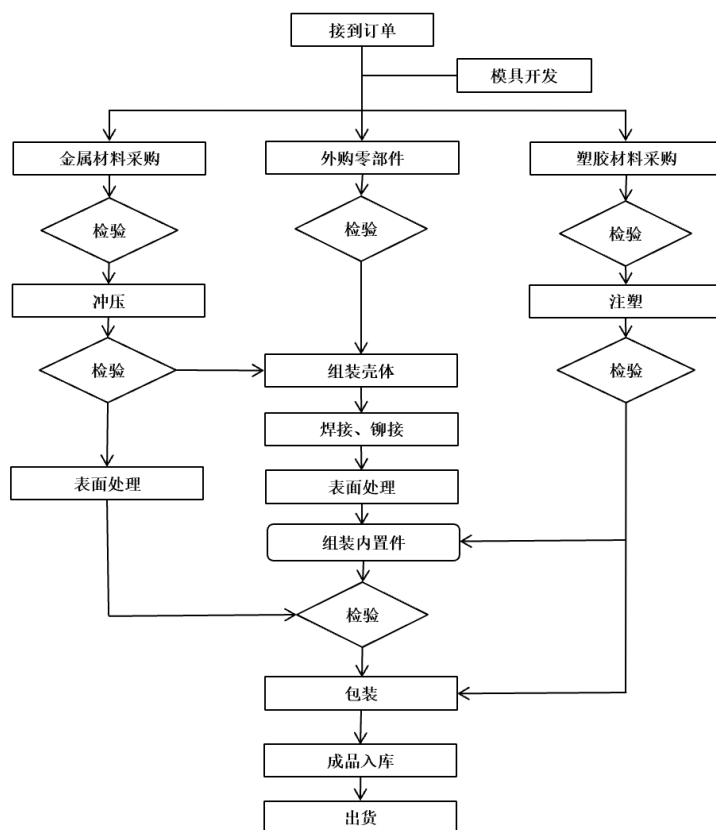 接到订单
模具开发
金属材料采购
外购零部件
塑胶材料采购
检验
检验
检验
冲压
注塑
检验
组装壳体
检验
焊接、铆接
表面处理
表面处理
组装内置件
检验
包装
成品入库
出货